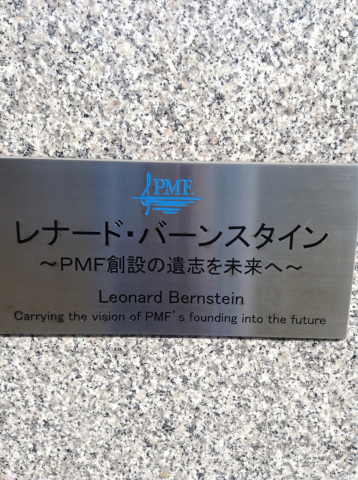 PMF
レナード・バーンスタイン
～PMF創設の遺志を未来へ～
Leonard Bernstein
Carrying the vision of PMF's founding into the future